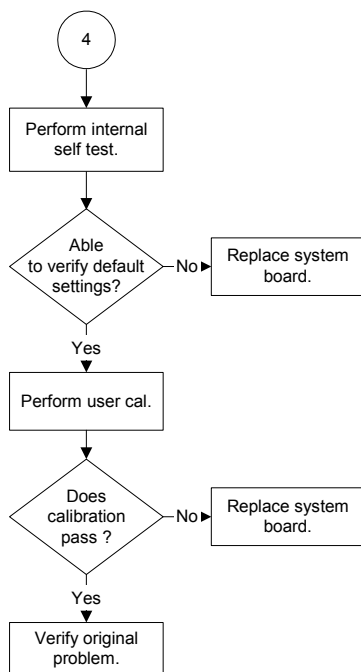 4
Perform internal
self test.
Able
to verify default
settings?
No
Replace system
board.
Yes
Perform user cal.
Does
calibration
pass ?
No
Replace system
board.
Yes
Verify original
problem.